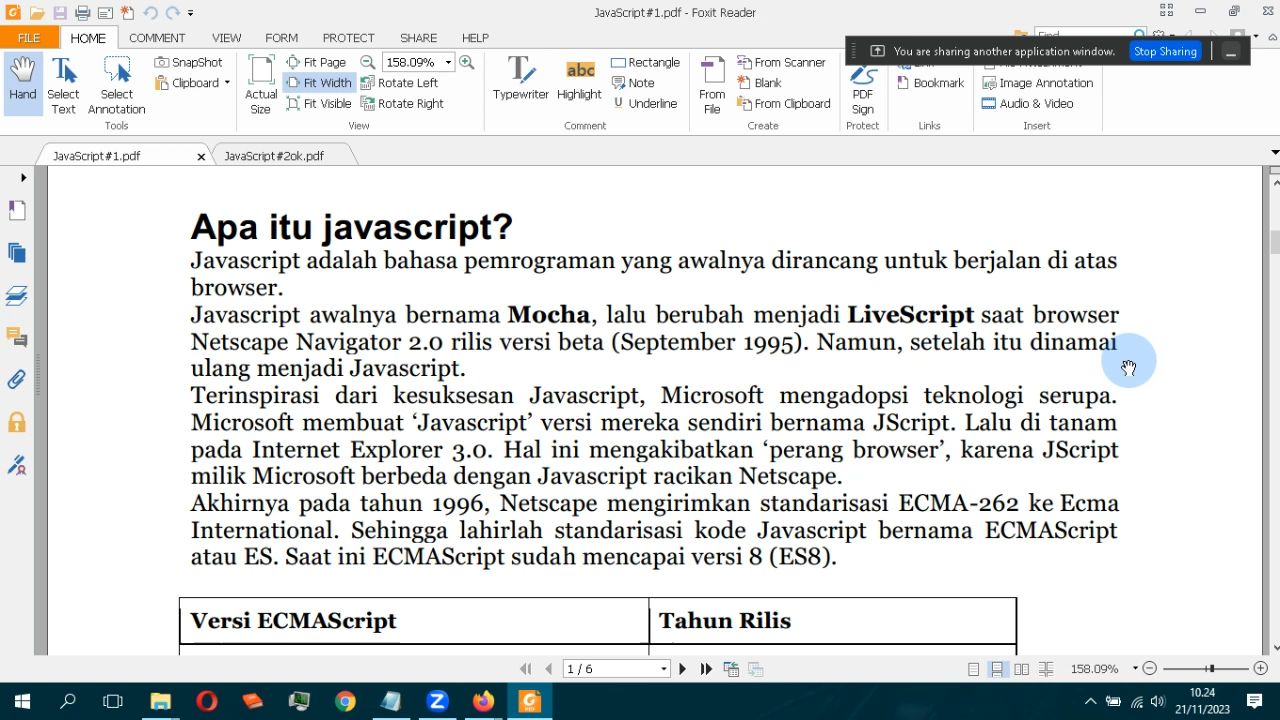 JavaScript#1.pdf - Foxit Reader
FILE HOME COMMENT VIEW FORM PROTECT SHARE HELP
Find
You are sharing another application window. Stop Sharing
Hand
Select Text
Select Annotation
SnapShot
Clipboard
Tools
Actual Size
Fit Page
Fit Width
Fit Visible
158.09%
Rotate Left
Rotate Right
View
Typewriter
Highlight
Rectangle
Note
Underline
Comment
From File
From Scanner
Blank
From Clipboard
Create
PDF Sign
Protect
Bookmark
Links
Image Annotation
Audio & Video
Insert
JavaScript#1.pdf JavaScript#2ok.pdf
Apa itu javascript?
Javascript adalah bahasa pemrograman yang awalnya dirancang untuk berjalan di atas
browser.
Javascript awalnya bernama Mocha, lalu berubah menjadi LiveScript saat browser
Netscape Navigator 2.0 rilis versi beta (September 1995). Namun, setelah itu dinamai
ulang menjadi Javascript.
Terinspirasi dari kesuksesan Javascript, Microsoft mengadopsi teknologi serupa.
Microsoft membuat ‘Javascript’ versi mereka sendiri bernama JScript. Lalu di tanam
pada Internet Explorer 3.0. Hal ini mengakibatkan ‘perang browser’, karena JScript
milik Microsoft berbeda dengan Javascript racikan Netscape.
Akhirnya pada tahun 1996, Netscape mengirimkan standarisasi ECMA-262 ke Ecma
International. Sehingga lahirlah standarisasi kode Javascript bernama ECMAScript
atau ES. Saat ini ECMAScript sudah mencapai versi 8 (ES8).
Versi ECMAScript Tahun Rilis
1 / 6
158.09%
10.24
21/11/2023